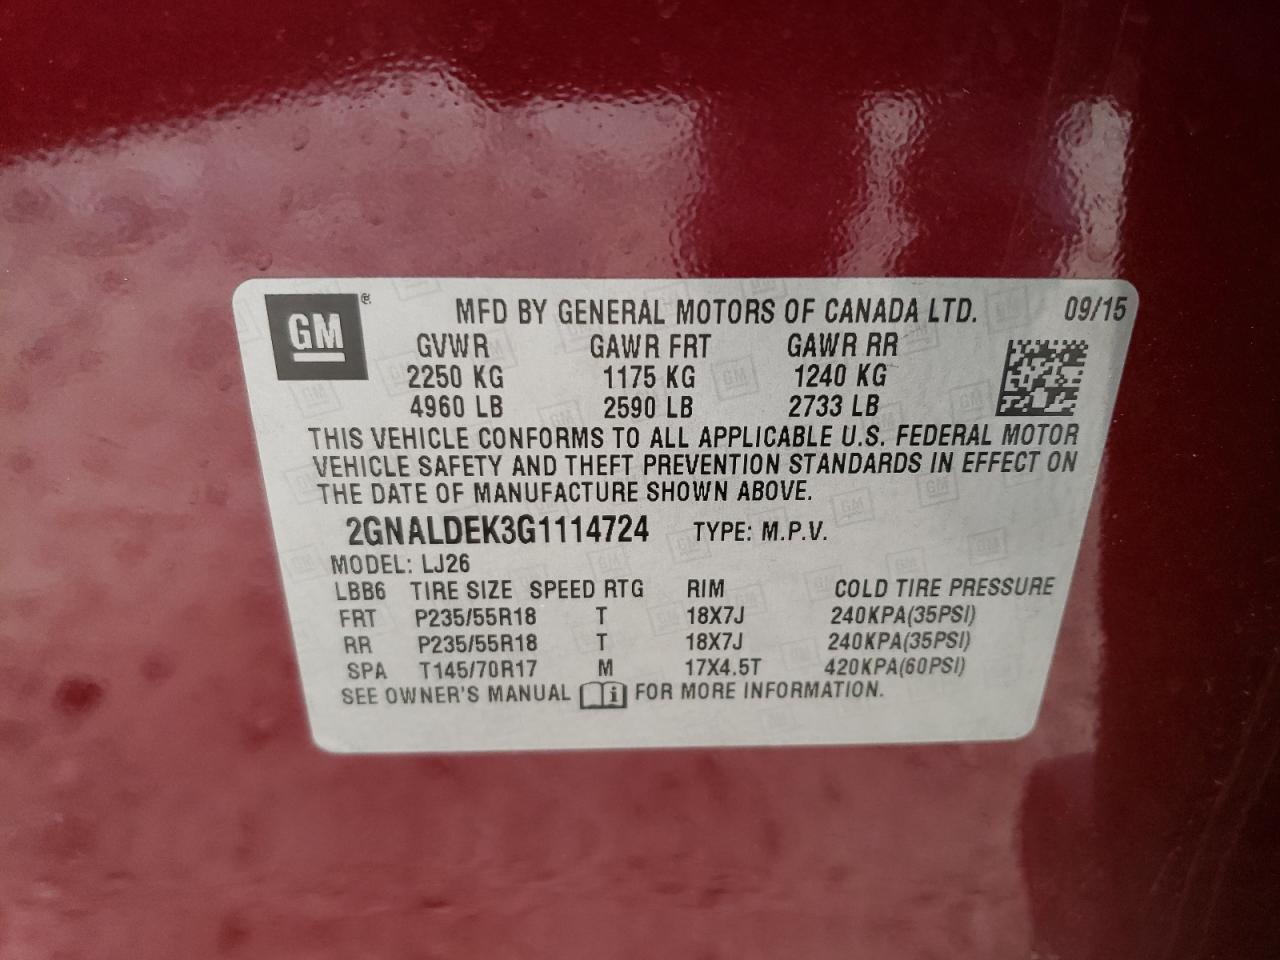 GM ®
MFD BY GENERAL MOTORS OF CANADA LTD. 09/15
GVWR GAWR FRT GAWR RR
2250 KG 1175 KG 1240 KG
4960 LB 2590 LB 2733 LB
THIS VEHICLE CONFORMS TO ALL APPLICABLE U.S. FEDERAL MOTOR
VEHICLE SAFETY AND THEFT PREVENTION STANDARDS IN EFFECT ON
THE DATE OF MANUFACTURE SHOWN ABOVE.
2GNALDEK3G1114724 TYPE: M.P.V.
MODEL: LJ26
LBB6 TIRE SIZE SPEED RTG RIM COLD TIRE PRESSURE
FRT P235/55R18 T 18X7J 240KPA(35PSI)
RR P235/55R18 T 18X7J 240KPA(35PSI)
SPA T145/70R17 M 17X4.5T 420KPA(60PSI)
SEE OWNER'S MANUAL i FOR MORE INFORMATION.